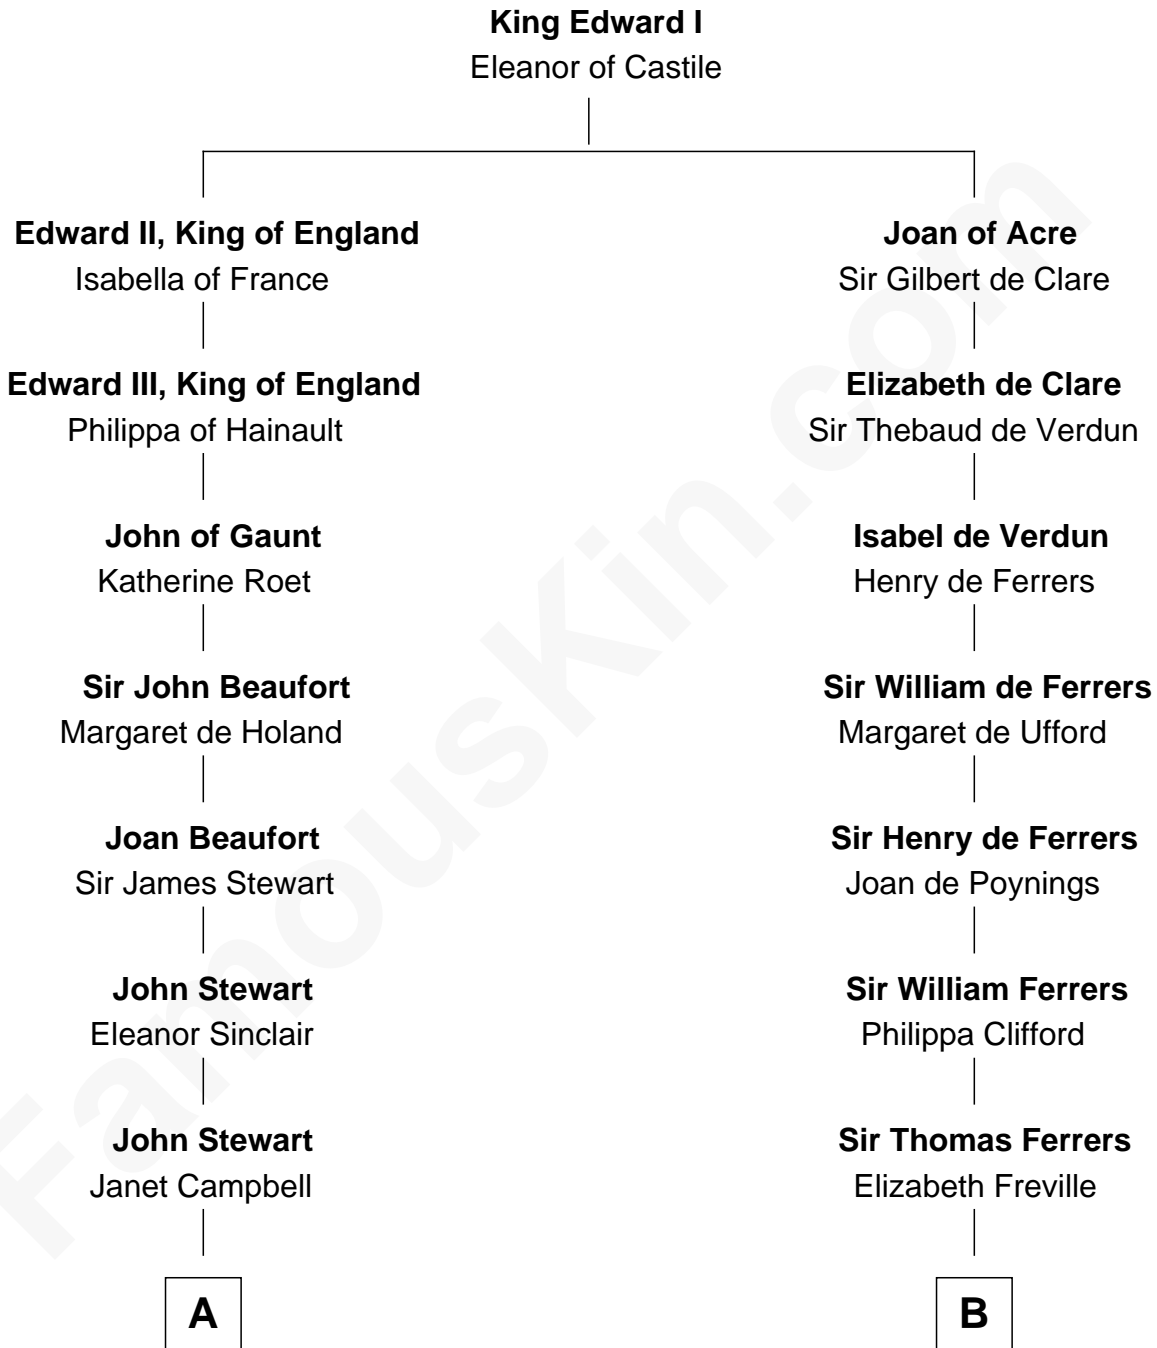 King Edward I
Eleanor of Castile
Edward II, King of England
Isabella of France
Edward III, King of England
Philippa of Hainault
John of Gaunt
Katherine Roet
Sir John Beaufort
Margaret de Holand
Joan Beaufort
Sir James Stewart
John Stewart
Eleanor Sinclair
John Stewart
Janet Campbell
A
Joan of Acre
Sir Gilbert de Clare
Elizabeth de Clare
Sir Thebaud de Verdun
Isabel de Verdun
Henry de Ferrers
Sir William de Ferrers
Margaret de Ufford
Sir Henry de Ferrers
Joan de Poynings
Sir William Ferrers
Philippa Clifford
Sir Thomas Ferrers
Elizabeth Freville
B
FamousKin.com